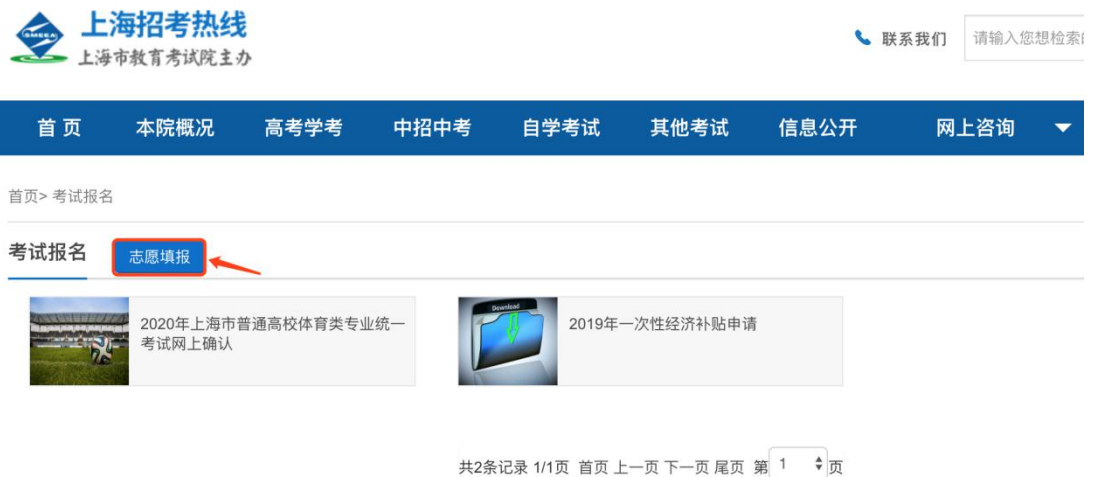 SMEEA
上海招考热线
上海市教育考试院主办
联系我们 请输入您想检索
首 页 本院概况 高考学考 中招中考 自学考试 其他考试 信息公开 网上咨询
首页> 考试报名
考试报名 志愿填报
2020年上海市普通高校体育类专业统一
考试网上确认
Download
2019年一次性经济补贴申请
共2条记录 1/1页 首页 上一页 下一页 尾页 第 1 页